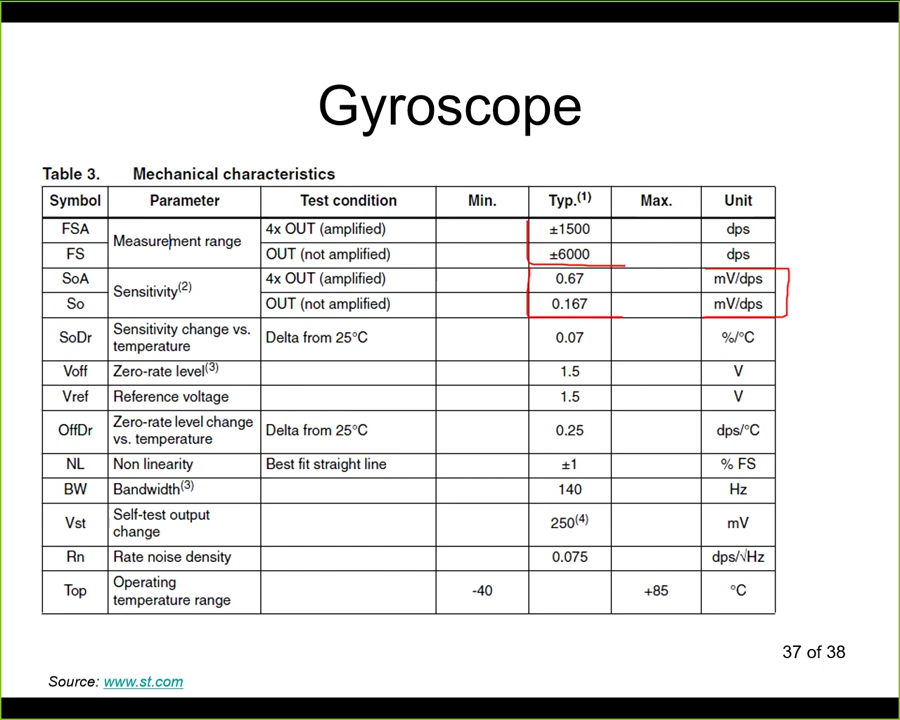 Gyroscope
Table 3. Mechanical characteristics
Symbol Parameter Test condition Min. Typ.(1) Max. Unit
FSA Measurement range 4x OUT (amplified) ±1500 dps
FS OUT (not amplified) ±6000 dps
SoA Sensitivity(2) 4x OUT (amplified) 0.67 mV/dps
So OUT (not amplified) 0.167 mV/dps
SoDr Sensitivity change vs. temperature Delta from 25°C 0.07 %/°C
Voff Zero-rate level(3) 1.5 V
Vref Reference voltage 1.5 V
OffDr Zero-rate level change vs. temperature Delta from 25°C 0.25 dps/°C
NL Non linearity Best fit straight line ±1 % FS
BW Bandwidth(3) 140 Hz
Vst Self-test output change 250(4) mV
Rn Rate noise density 0.075 dps/√Hz
Top Operating temperature range -40 +85 °C
37 of 38
Source: www.st.com